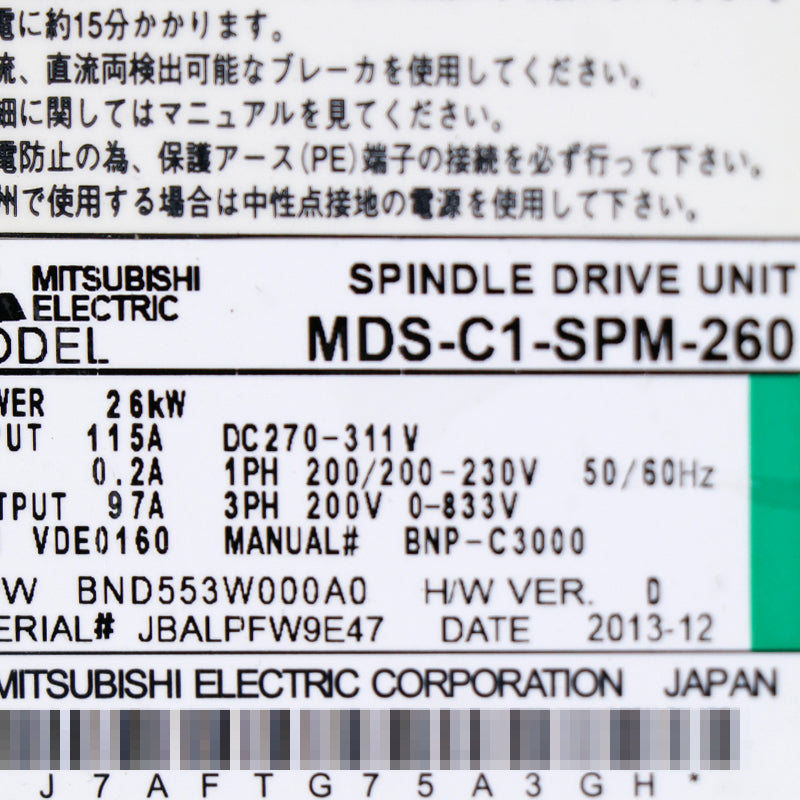 電に約15分かかります。
流、直流両検出可能なブレーカを使用してください。
細に関してはマニュアルを見てください。
電防止の為、保護アース(PE)端子の接続を必ず行って下さい。
州で使用する場合は中性点接地の電源を使用して下さい。
MITSUBISHI ELECTRIC
SPINDLE DRIVE UNIT
ODEL MDS-C1-SPM-260
WER 26kW
PUT 115A DC270-311V
0.2A 1PH 200/200-230V 50/60Hz
TPUT 97A 3PH 200V 0-833V
VDE0160 MANUAL# BNP-C3000
W BND553W000A0 H/W VER. D
ERIAL# JBALPFW9E47 DATE 2013-12
MITSUBISHI ELECTRIC CORPORATION JAPAN
J7AFTG75A3GH*